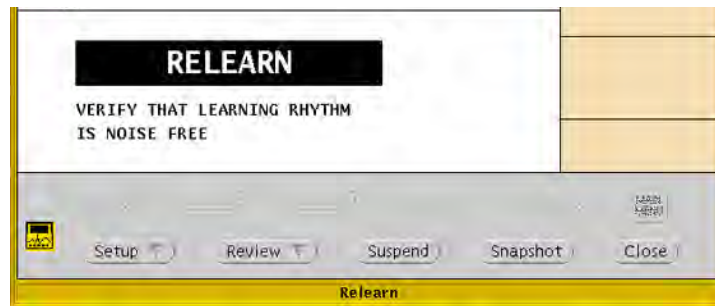 RELEARN
VERIFY THAT LEARNING RHYTHM
IS NOISE FREE
MAIN
MENU
Setup Review Suspend Snapshot Close
Relearn